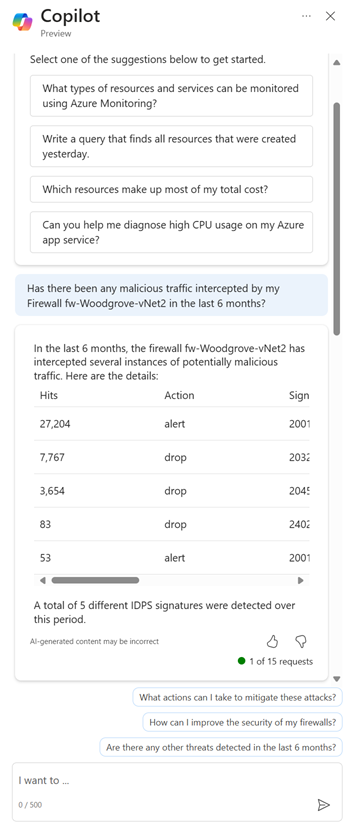 Copilot
Preview
Select one of the suggestions below to get started.
What types of resources and services can be monitored
using Azure Monitoring?
Write a query that finds all resources that were created
yesterday.
Which resources make up most of my total cost?
Can you help me diagnose high CPU usage on my Azure
app service?
Has there been any malicious traffic intercepted by my
Firewall fw-Woodgrove-vNet2 in the last 6 months?
In the last 6 months, the firewall fw-Woodgrove-vNet2 has
intercepted several instances of potentially malicious
traffic. Here are the details:
Hits Action Sign
27,204 alert 2001
7,767 drop 2032
3,654 drop 2045
83 drop 2402
53 alert 2001
A total of 5 different IDPS signatures were detected over
this period.
AI-generated content may be incorrect
1 of 15 requests
What actions can I take to mitigate these attacks?
How can I improve the security of my firewalls?
Are there any other threats detected in the last 6 months?
I want to ...
0 / 500